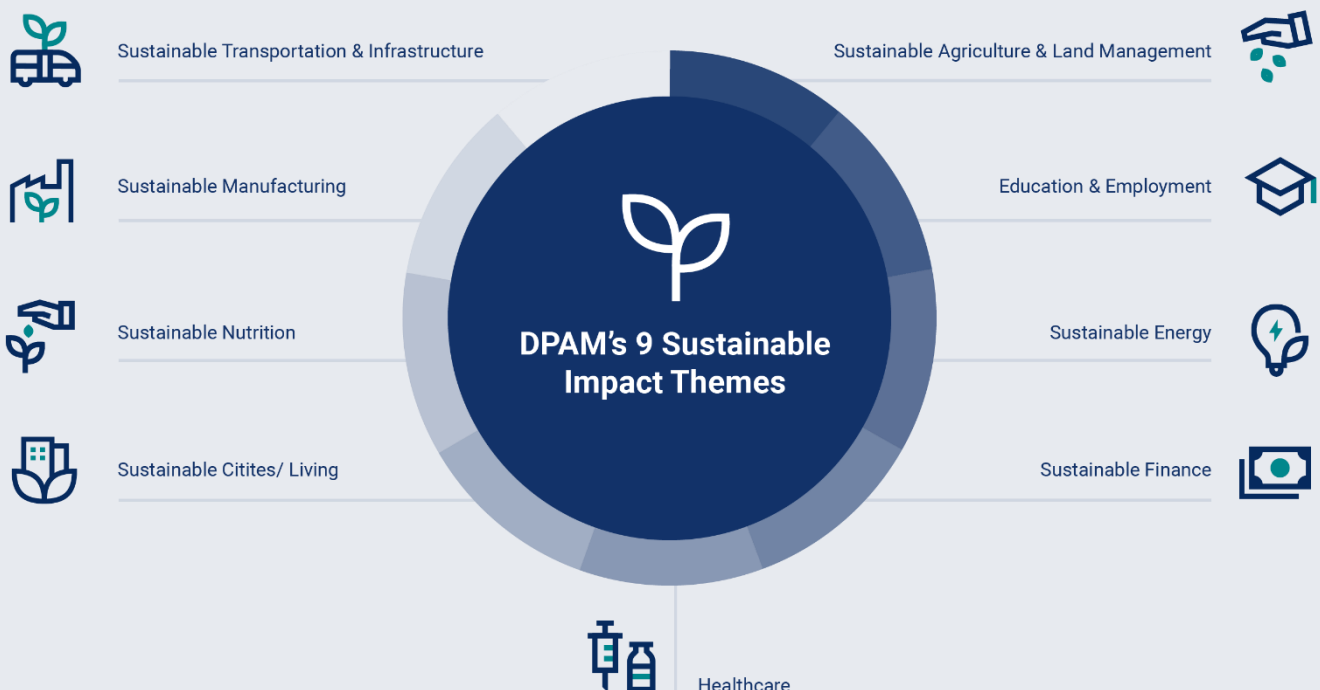 Sustainable Transportation & Infrastructure
Sustainable Agriculture & Land Management
Sustainable Manufacturing
Education & Employment
Sustainable Nutrition
Sustainable Energy
DPAM’s 9 Sustainable
Impact Themes
Sustainable Citites/ Living
Sustainable Finance
Healthcare